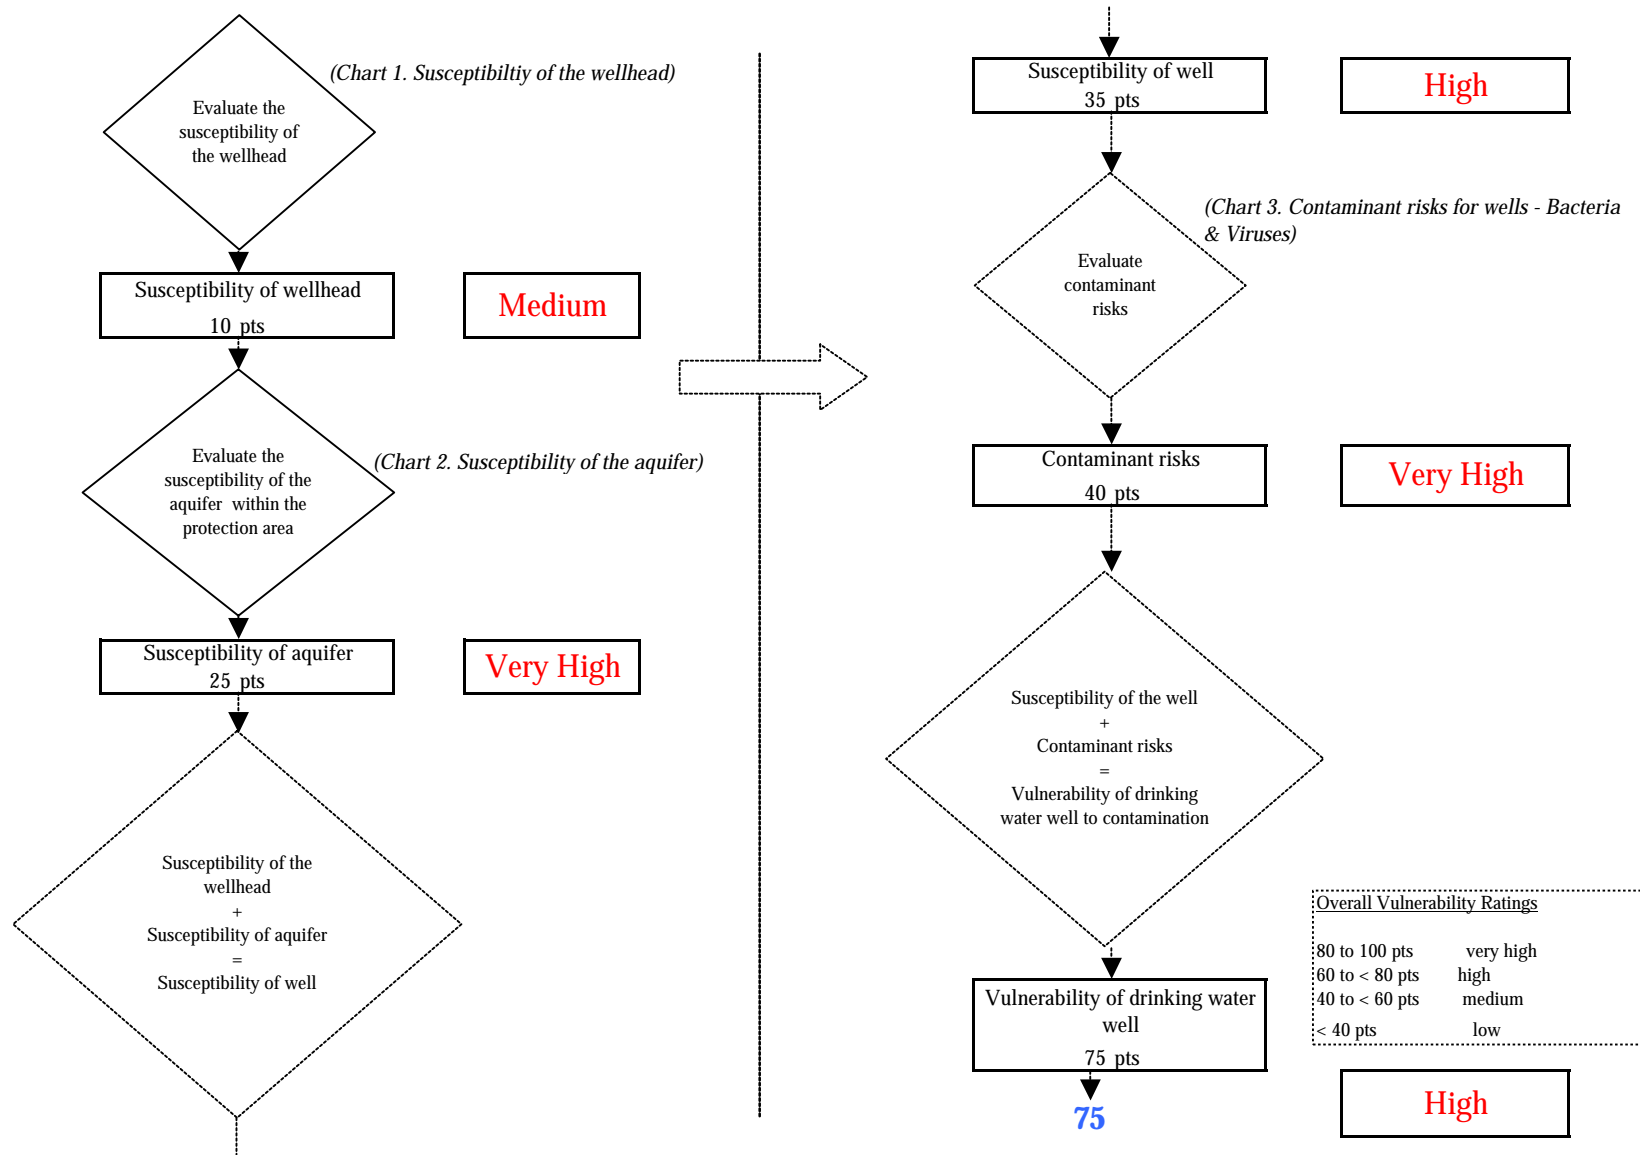 (Chart 1. Susceptibiltiy of the wellhead)
Evaluate the
susceptibility of
the wellhead
Susceptibility of wellhead
10 pts
Medium
Evaluate the
susceptibility of the
aquifer within the
protection area
(Chart 2. Susceptibility of the aquifer)
Susceptibility of aquifer
25 pts
Very High
Susceptibility of the
wellhead
+
Susceptibility of aquifer
=
Susceptibility of well
Susceptibility of well
35 pts
High
(Chart 3. Contaminant risks for wells - Bacteria
& Viruses)
Evaluate
contaminant
risks
Contaminant risks
40 pts
Very High
Susceptibility of the well
+
Contaminant risks
=
Vulnerability of drinking
water well to contamination
Overall Vulnerability Ratings
80 to 100 pts very high
60 to < 80 pts high
40 to < 60 pts medium
< 40 pts low
Vulnerability of drinking water
well
75 pts
75
High